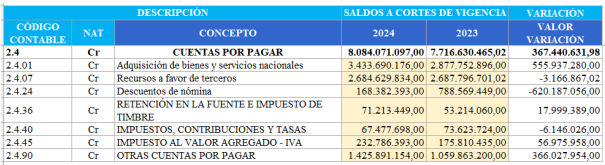 DESCRIPCIÓN SALDOS A CORTES DE VIGENCIA VARIACIÓN
CÓDIGO CONTABLE NAT CONCEPTO 2024 2023 VALOR VARIACIÓN
2.4 Cr CUENTAS POR PAGAR 8.084.071.097,00 7.716.630.465,02 367.440.631,98
2.4.01 Cr Adquisición de bienes y servicios nacionales 3.433.690.176,00 2.877.752.896,00 555.937.280,00
2.4.07 Cr Recursos a favor de terceros 2.684.629.834,00 2.687.796.701,02 -3.166.867,02
2.4.24 Cr Descuentos de nómina 168.382.393,00 788.569.449,00 -620.187.056,00
2.4.36 Cr RETENCIÓN EN LA FUENTE E IMPUESTO DE TIMBRE 71.213.449,00 53.214.060,00 17.999.389,00
2.4.40 Cr IMPUESTOS, CONTRIBUCIONES Y TASAS 67.477.698,00 73.623.724,00 -6.146.026,00
2.4.45 Cr IMPUESTO AL VALOR AGREGADO - IVA 232.786.393,00 175.810.435,00 56.975.958,00
2.4.90 Cr OTRAS CUENTAS POR PAGAR 1.425.891.154,00 1.059.863.200,00 366.027.954,00